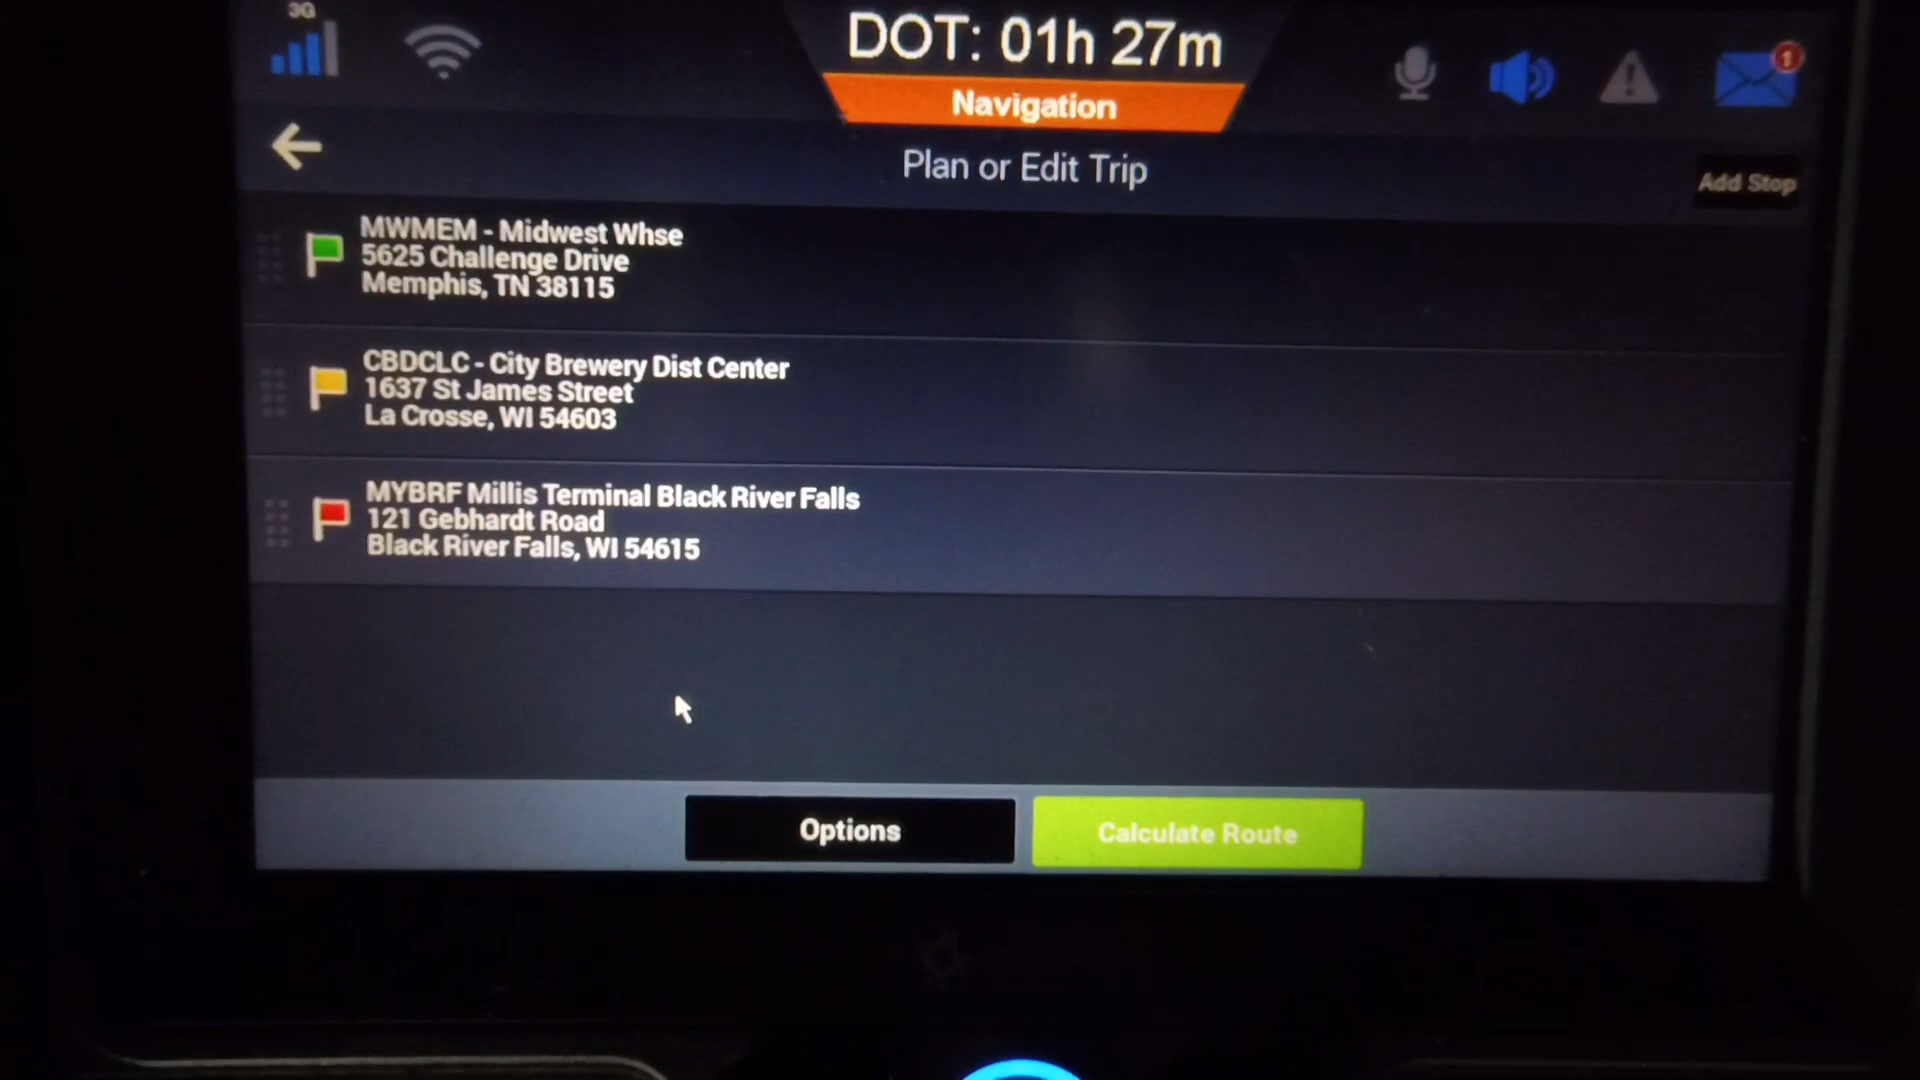 3G
DOT: 01h 27m
1
Navigation
Plan or Edit Trip
Add Stop
MWMEM - Midwest Whse
5625 Challenge Drive
Memphis, TN 38115
CBDCLC - City Brewery Dist Center
1637 St James Street
La Crosse, WI 54603
MYBRF Millis Terminal Black River Falls
121 Gebhardt Road
Black River Falls, WI 54615
Options
Calculate Route